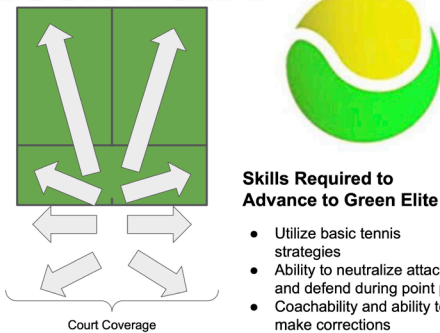 Court Coverage
Skills Required to
Advance to Green Elite
● Utilize basic tennis
strategies
● Ability to neutralize attac
and defend during point p
● Coachability and ability to
make corrections